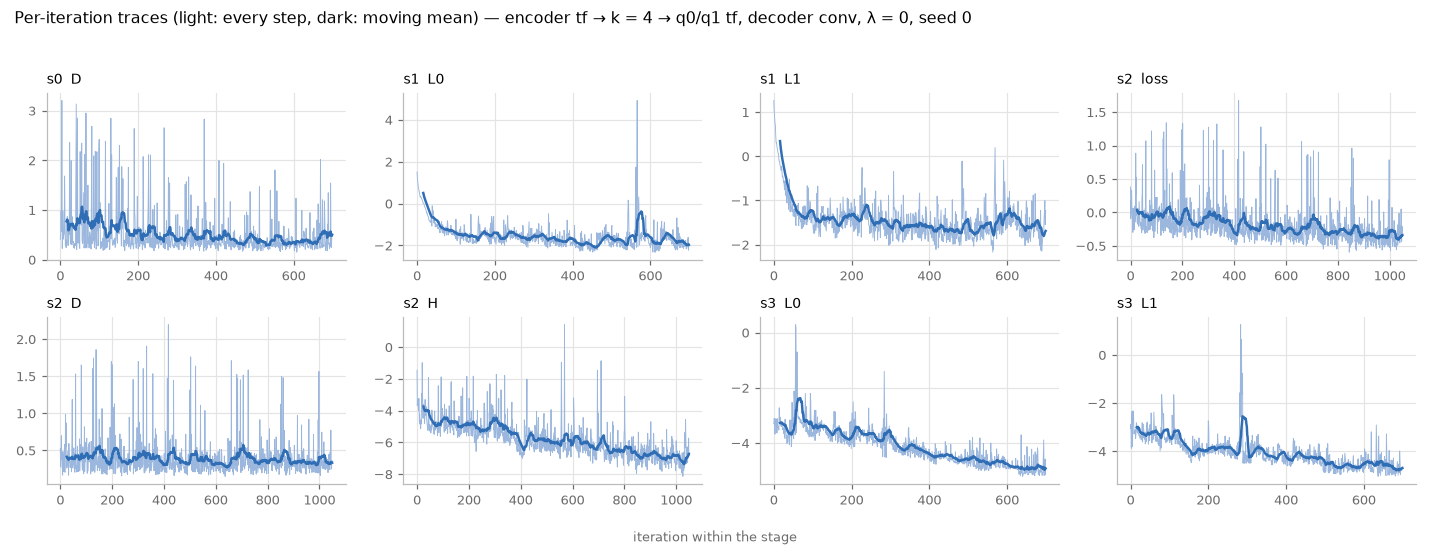 Per-iteration traces (light: every step, dark: moving mean) — encoder tf → k = 4 → q0/q1 tf, decoder conv, λ = 0, seed 0
s0 D
3
2
1
0
0 200 400 600
s1 L0
4
2
0
−2
0 200 400 600
s1 L1
1
0
−1
−2
0 200 400 600
s2 loss
1.5
1.0
0.5
0.0
−0.5
0 200 400 600 800 1000
s2 D
2.0
1.5
1.0
0.5
0 200 400 600 800 1000
s2 H
0
−2
−4
−6
−8
0 200 400 600 800 1000
s3 L0
0
−2
−4
0 200 400 600
s3 L1
0
−2
−4
0 200 400 600
iteration within the stage